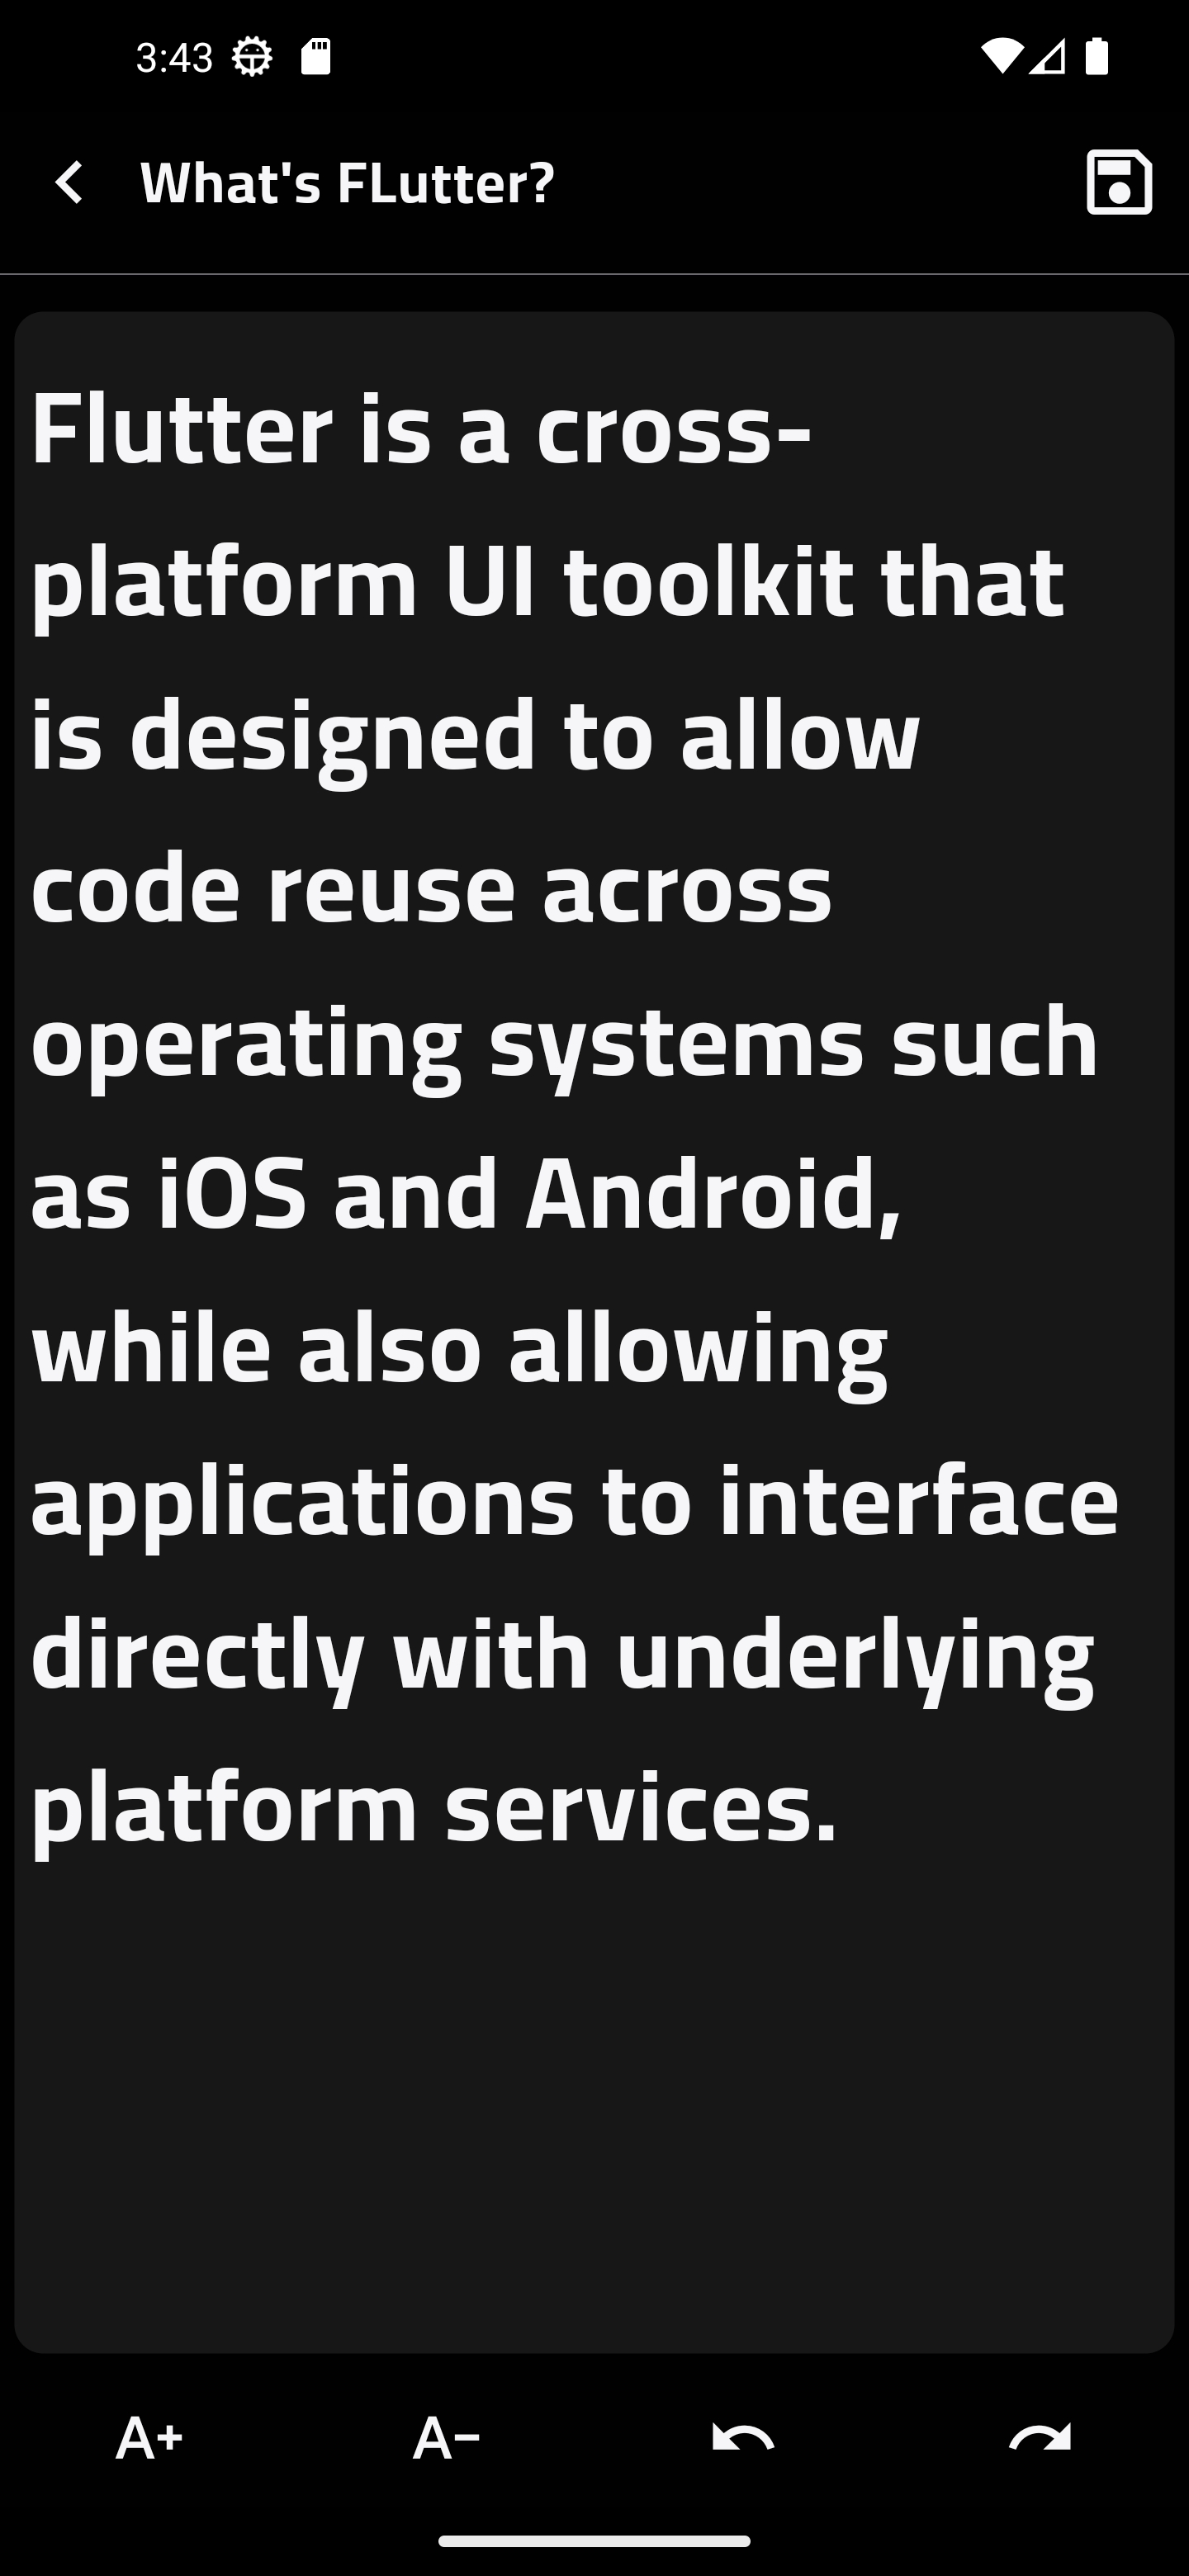 3:43
What's FLutter?
Flutter is a cross-
platform UI toolkit that
is designed to allow
code reuse across
operating systems such
as iOS and Android,
while also allowing
applications to interface
directly with underlying
platform services.
A+ A-